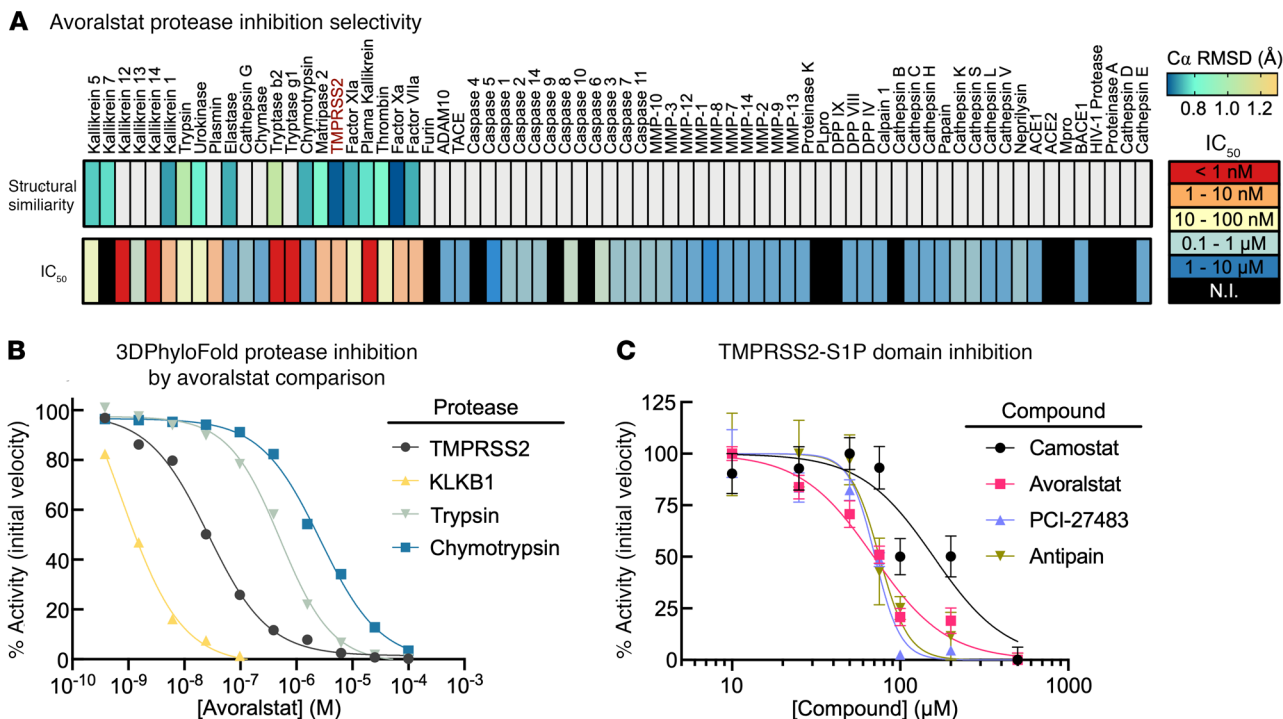 A Avoralstat protease inhibition selectivity
Kallikrein 5
Kallikrein 7
Kallikrein 12
Kallikrein 13
Kallikrein 14
Kallikrein 1
Trypsin
Urokinase
Plasmin
Elastase
Cathepsin G
Chymase
Tryptase b2
Tryptase g1
Chymotrypsin
Matriptase 2
TMPRSS2
Factor XIa
Plama Kallikrein
Thrombin
Factor Xa
Factor VIIa
Furin
ADAM10
TACE
Caspase 4
Caspase 5
Caspase 1
Caspase 2
Caspase 14
Caspase 9
Caspase 8
Caspase 10
Caspase 6
Caspase 3
Caspase 7
Caspase 11
MMP-10
MMP-3
MMP-12
MMP-1
MMP-8
MMP-7
MMP-14
MMP-2
MMP-9
MMP-13
Proteinase K
PLpro
DPP IX
DPP VIII
DPP IV
Calpain 1
Cathepsin B
Cathepsin C
Cathepsin H
Papain
Cathepsin K
Cathepsin S
Cathepsin L
Cathepsin V
Neprilysin
ACE1
ACE2
Mpro
BACE1
HIV-1 Protease
Proteinase A
Cathepsin D
Cathepsin E
Cα RMSD (Å)
0.8 1.0 1.2
Structural
similiarity
IC50
IC50
< 1 nM
1 - 10 nM
10 - 100 nM
0.1 - 1 µM
1 - 10 µM
N.I.
B 3DPhyloFold protease inhibition
by avoralstat comparison
% Activity (initial velocity)
100
80
60
40
20
0
10-10 10-9 10-8 10-7 10-6 10-5 10-4 10-3
[Avoralstat] (M)
Protease
TMPRSS2
KLKB1
Trypsin
Chymotrypsin
C TMPRSS2-S1P domain inhibition
% Activity (initial velocity)
125
100
75
50
25
0
10 100 1000
[Compound] (µM)
Compound
Camostat
Avoralstat
PCI-27483
Antipain